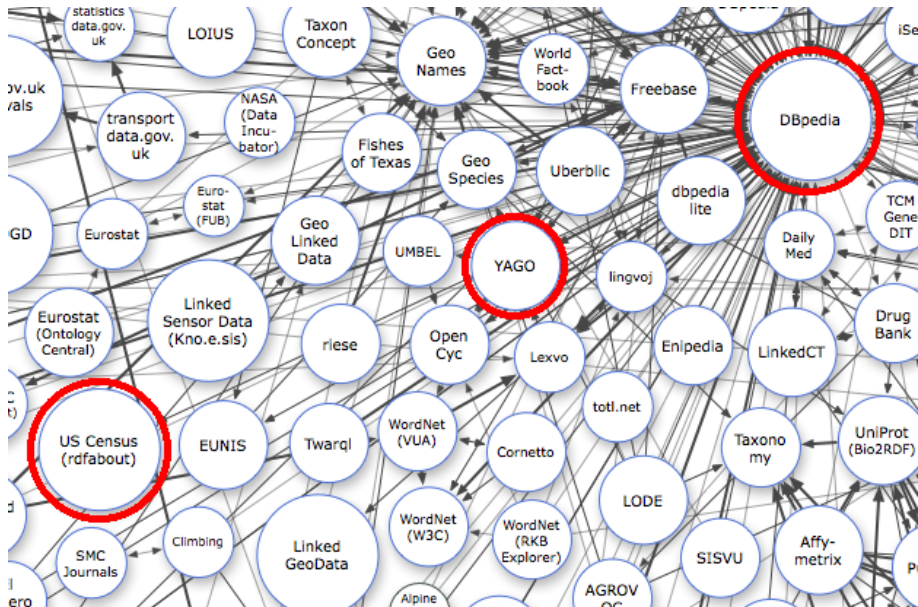 statistics
data.gov.
uk
LOIUS
Taxon
Concept
Geo
Names
World
Fact-
book
Freebase
DBpedia
ov.uk
vals
transport
data.gov.
uk
NASA
(Data
Incu-
bator)
Fishes
of Texas
Geo
Species
Uberblic
dbpedia
lite
Euro-
stat
(FUB)
Eurostat
Geo
Linked
Data
UMBEL
YAGO
lingvoj
Daily
Med
TCM
Gene
DIT
OGD
Eurostat
(Ontology
Central)
Linked
Sensor Data
(Kno.e.sis)
riese
Open
Cyc
Lexvo
Enipedia
LinkedCT
Drug
Bank
US Census
(rdfabout)
EUNIS
Twarql
WordNet
(VUA)
Cornetto
totl.net
Taxono
my
UniProt
(Bio2RDF)
LODE
WordNet
(W3C)
WordNet
(RKB
Explorer)
SMC
Journals
Climbing
Linked
GeoData
Alpine
AGROV
SISVU
Affy-
metrix